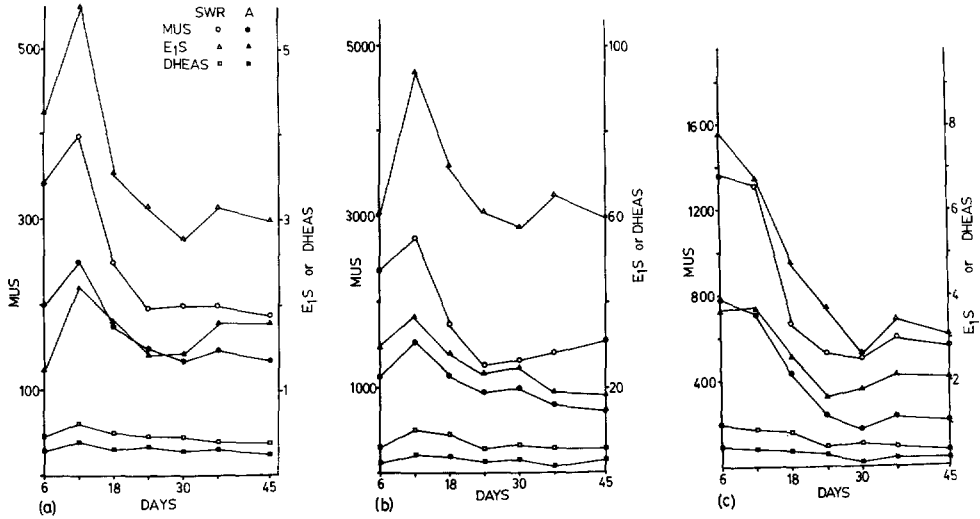 SWR A
MUS
E₁S
DHEAS
500
300
100
MUS
5
3
1
E₁S or DHEAS
6 18 30 45
DAYS
(a)
5000
3000
1000
MUS
100
60
20
E₁S or DHEAS
6 18 30 45
DAYS
(b)
1600
1200
800
400
MUS
8
6
4
2
E₁S or DHEAS
6 18 30 45
DAYS
(c)